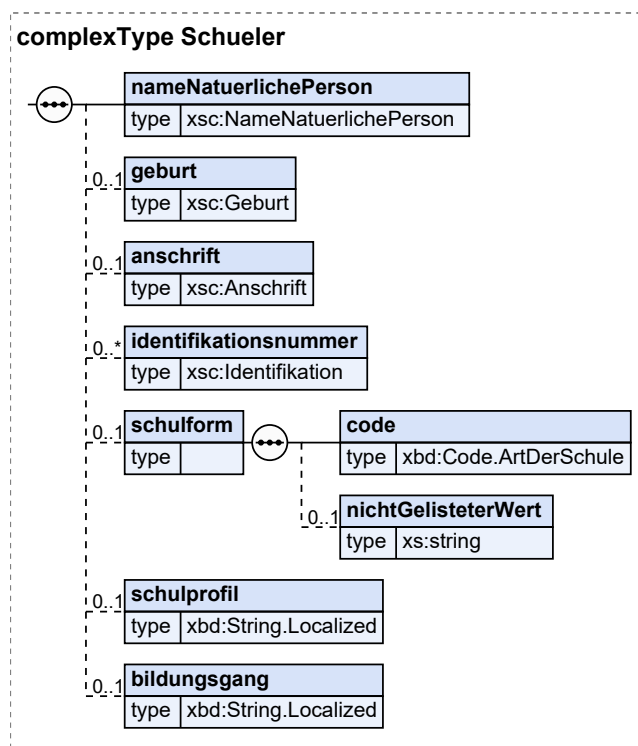 complexType Schueler
nameNatuerlichePerson
type xsc:NameNatuerlichePerson
0..1 geburt
type xsc:Geburt
0..1 anschrift
type xsc:Anschrift
0..* identifikationsnummer
type xsc:Identifikation
0..1 schulform
type
code
type xbd:Code.ArtDerSchule
0..1 nichtGelisteterWert
type xs:string
0..1 schulprofil
type xbd:String.Localized
0..1 bildungsgang
type xbd:String.Localized